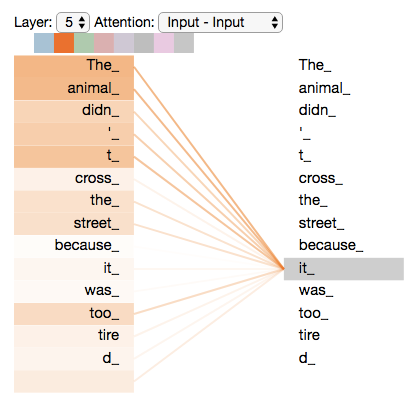 Layer: 5 Attention: Input - Input
The_ The_
animal_ animal_
didn_ didn_
'_ '_
t_ t_
cross_ cross_
the_ the_
street_ street_
because_ because_
it_ it_
was_ was_
too_ too_
tire tire
d_ d_